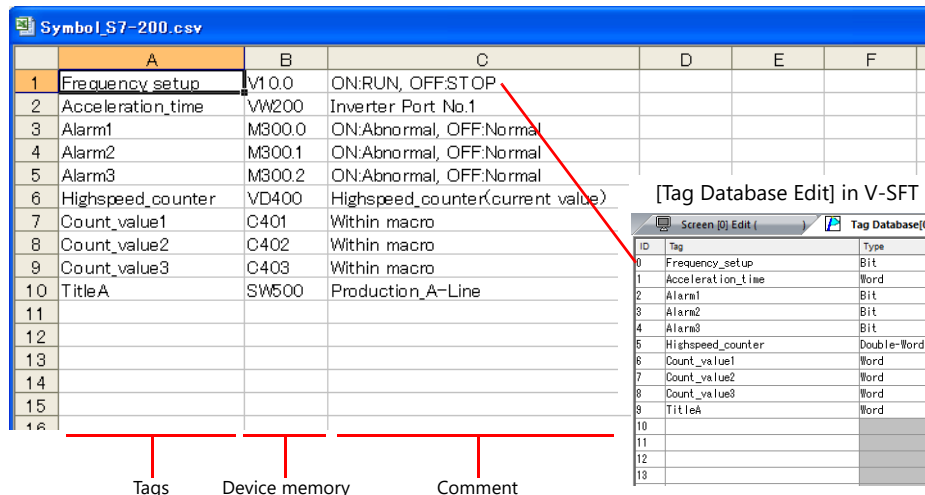 Symbol_S7-200.csv
A B C D E F
1 Frequency_setup V10.0 ON:RUN, OFF:STOP
2 Acceleration_time VW200 Inverter Port No.1
3 Alarm1 M300.0 ON:Abnormal, OFF:Normal
4 Alarm2 M300.1 ON:Abnormal, OFF:Normal
5 Alarm3 M300.2 ON:Abnormal, OFF:Normal
6 Highspeed_counter VD400 Highspeed_counter(current value)
7 Count_value1 C401 Within macro
8 Count_value2 C402 Within macro
9 Count_value3 C403 Within macro
10 TitleA SW500 Production_A-Line
11
12
13
14
15
16
[Tag Database Edit] in V-SFT
Screen [0] Edit ( ) Tag Database[0
ID Tag Type
0 Frequency_setup Bit
1 Acceleration_time Word
2 Alarm1 Bit
3 Alarm2 Bit
4 Alarm3 Bit
5 Highspeed_counter Double-Word
6 Count_value1 Word
7 Count_value2 Word
8 Count_value3 Word
9 TitleA Word
10
11
12
13
Tags Device memory Comment